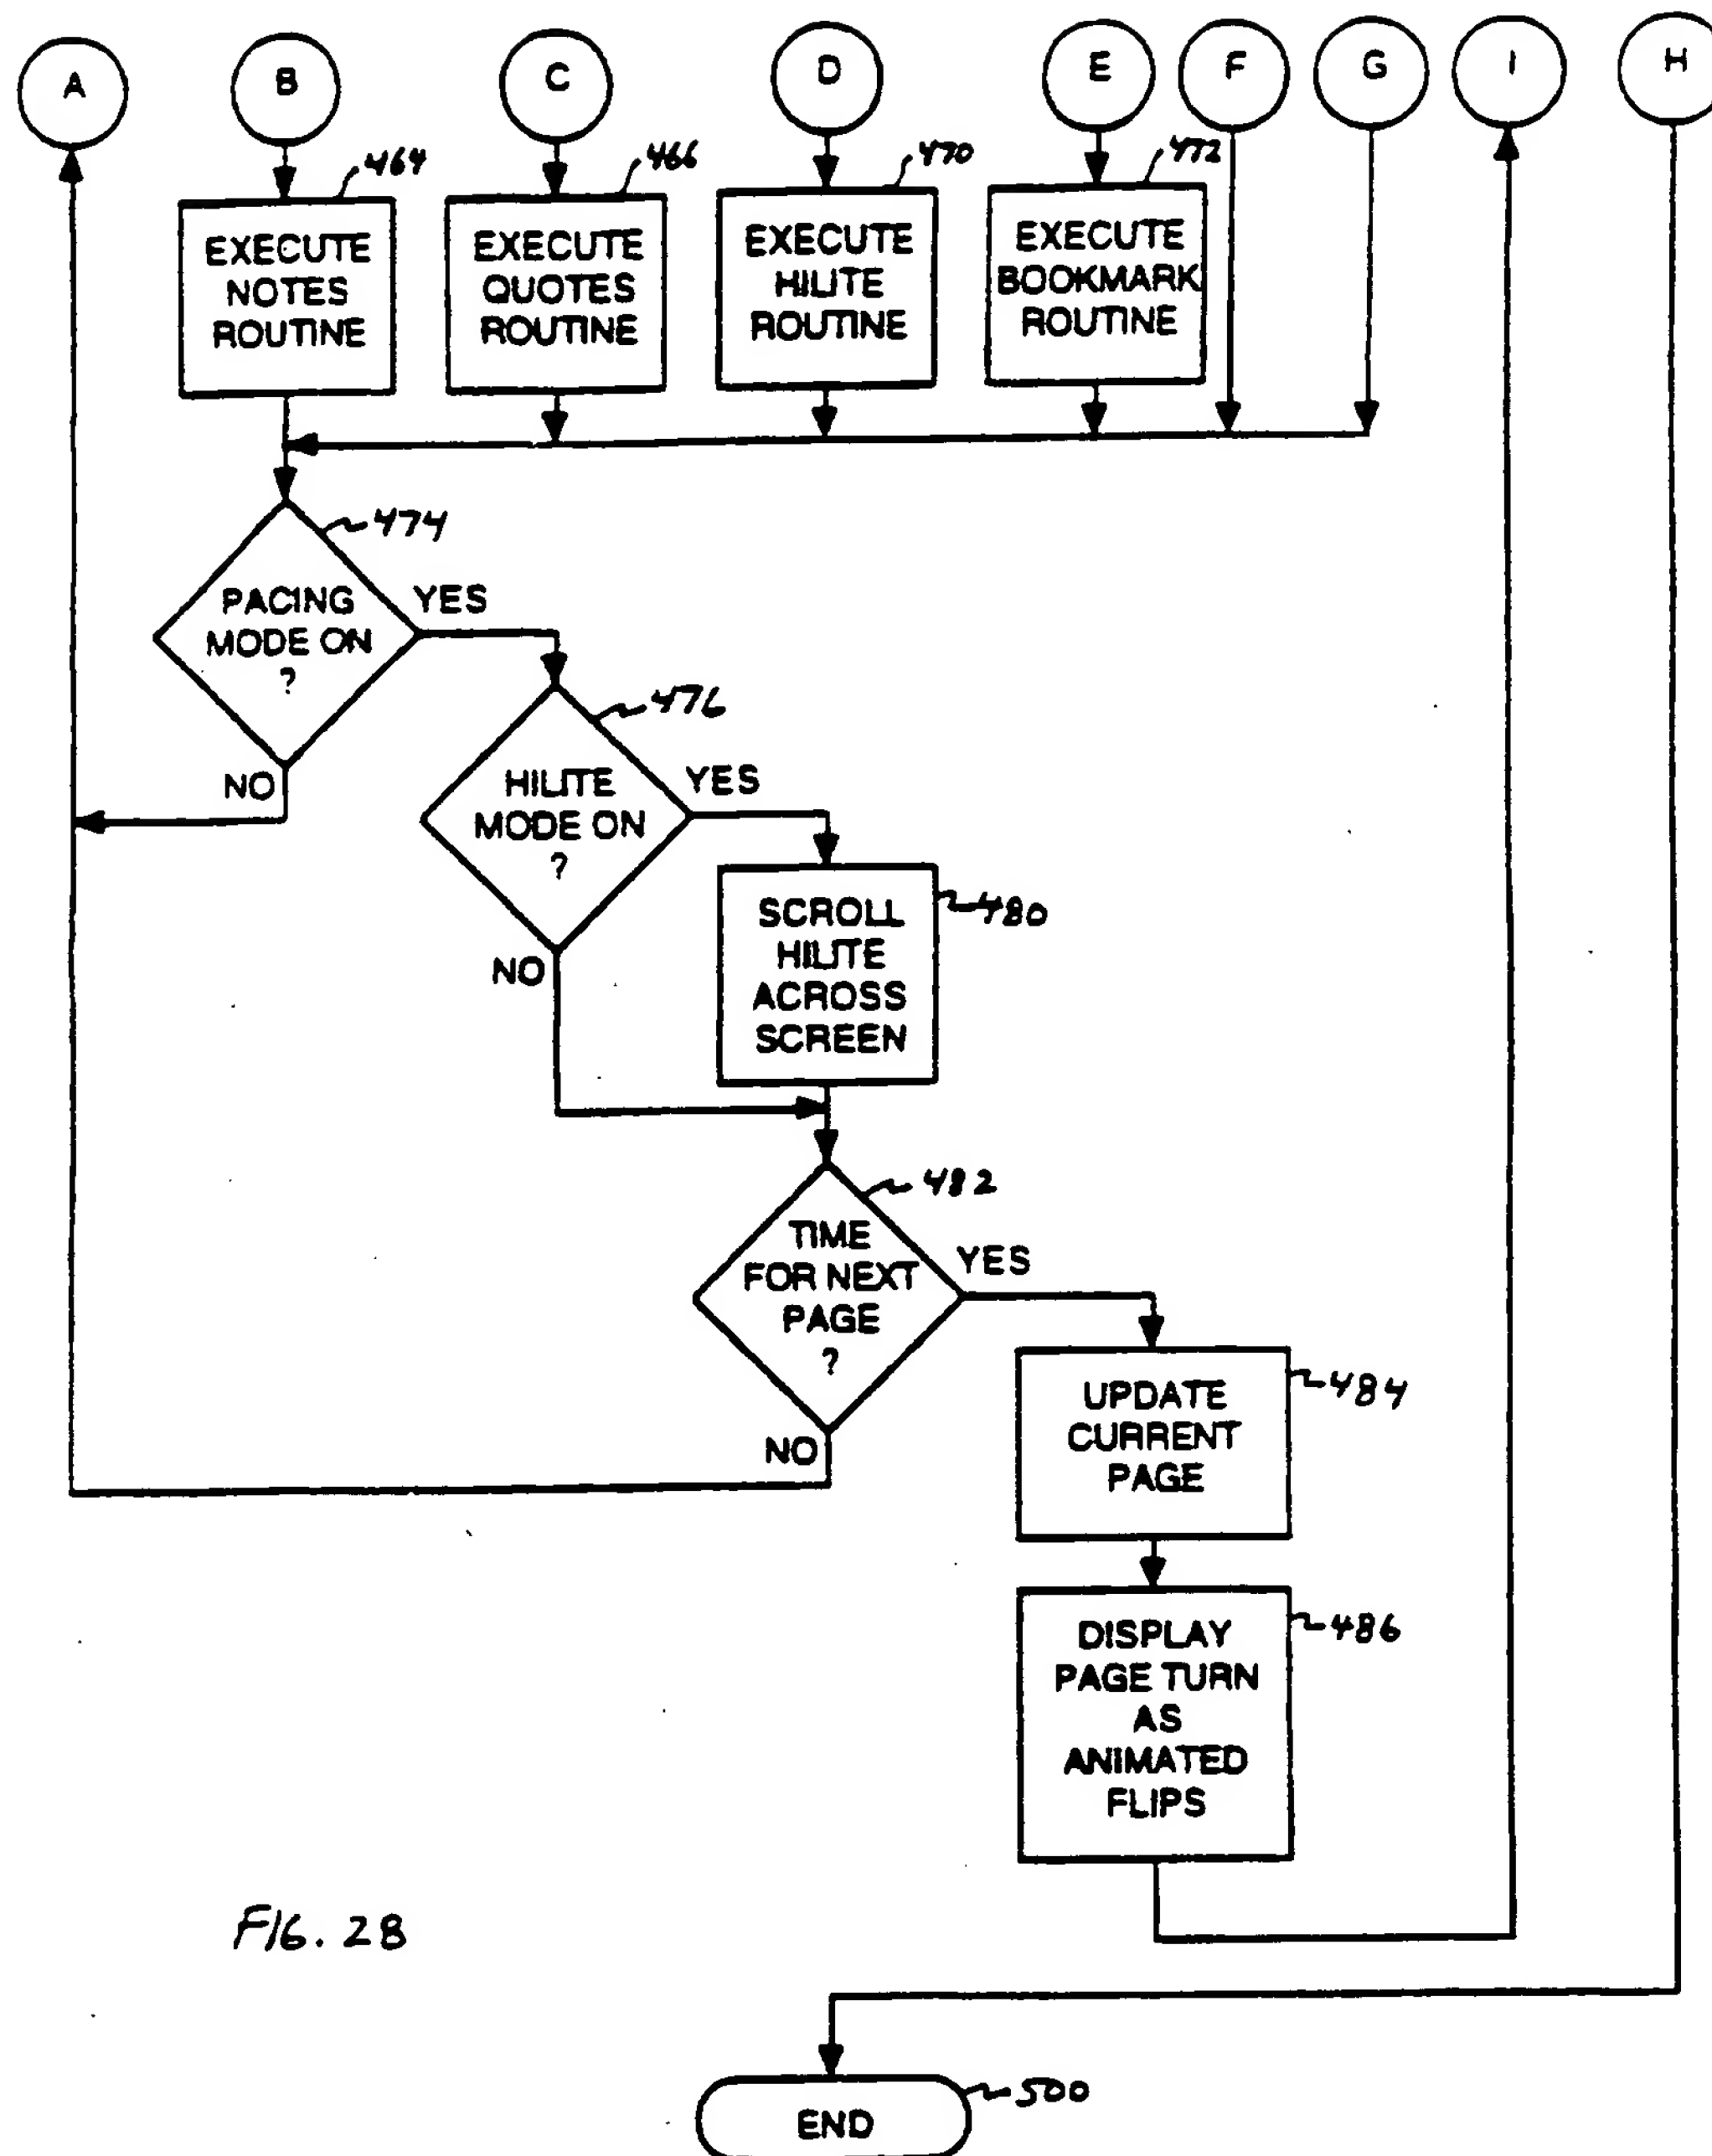 A
B
C
D
E
F
G
I
H
464
466
470
472
EXECUTE
NOTES
ROUTINE
EXECUTE
QUOTES
ROUTINE
EXECUTE
HILITE
ROUTINE
EXECUTE
BOOKMARK
ROUTINE
474
PACING
MODE ON
?
YES
NO
476
HILITE
MODE ON
?
YES
NO
480
SCROLL
HILITE
ACROSS
SCREEN
482
TIME
FOR NEXT
PAGE
?
YES
NO
484
UPDATE
CURRENT
PAGE
486
DISPLAY
PAGE TURN
AS
ANIMATED
FLIPS
FIG. 28
500
END